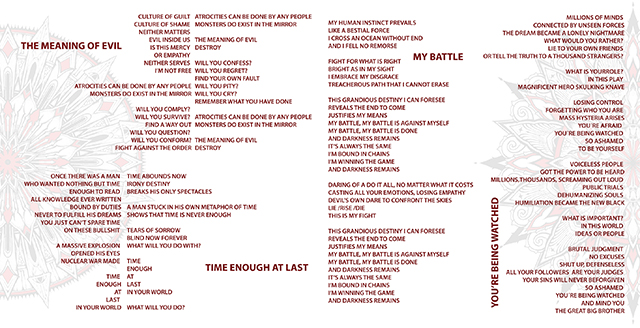 THE MEANING OF EVIL
CULTURE OF GUILT
CULTURE OF SHAME
NEITHER MATTERS
EVIL INSIDE US
IS THIS MERCY
OR EMPATHY
NEITHER SERVES
I'M NOT FREE
ATROCITIES CAN BE DONE BY ANY PEOPLE
MONSTERS DO EXIST IN THE MIRROR
WILL YOU COMPLY?
WILL YOU SURVIVE?
FIND A WAY OUT
WILL YOU QUESTION?
WILL YOU CONFORM?
FIGHT AGAINST THE ORDER
ATROCITIES CAN BE DONE BY ANY PEOPLE
MONSTERS DO EXIST IN THE MIRROR
THE MEANING OF EVIL
DESTROY
WILL YOU CONFESS?
WILL YOU REGRET?
FIND YOUR OWN FAULT
WILL YOU PITY?
WILL YOU CRY?
REMEMBER WHAT YOU HAVE DONE
ATROCITIES CAN BE DONE BY ANY PEOPLE
MONSTERS DO EXIST IN THE MIRROR
THE MEANING OF EVIL
DESTROY
ONCE THERE WAS A MAN
WHO WANTED NOTHING BUT TIME
ENOUGH TO READ
ALL KNOWLEDGE EVER WRITTEN
BOUND BY DUTIES
NEVER TO FULFILL HIS DREAMS
YOU JUST CAN'T SPARE TIME
ON THESE BULLSHIT
A MASSIVE EXPLOSION
OPENED HIS EYES
NUCLEAR WAR MADE
TIME
ENOUGH
AT
LAST
IN YOUR WORLD
TIME ABOUNDS NOW
IRONY DESTINY
BREAKS HIS ONLY SPECTACLES
A MAN STUCK IN HIS OWN METAPHOR OF TIME
SHOWS THAT TIME IS NEVER ENOUGH
TEARS OF SORROW
BLIND NOW FOREVER
WHAT WILL YOU DO WITH?
TIME
ENOUGH
AT
LAST
IN YOUR WORLD
WHAT WILL YOU DO?
TIME ENOUGH AT LAST
MY BATTLE
MY HUMAN INSTINCT PREVAILS
LIKE A BESTIAL FORCE
I CROSS AN OCEAN WITHOUT END
AND I FELL NO REMORSE
FIGHT FOR WHAT IS RIGHT
BRIGHT AS IN MY SIGHT
I EMBRACE MY DISGRACE
TREACHEROUS PATH THAT I CANNOT ERASE
THIS GRANDIOUS DESTINY I CAN FORESEE
REVEALS THE END TO COME
JUSTIFIES MY MEANS
MY BATTLE, MY BATTLE IS AGAINST MYSELF
MY BATTLE, MY BATTLE IS DONE
AND DARKNESS REMAINS
IT'S ALWAYS THE SAME
I'M BOUND IN CHAINS
I'M WINNING THE GAME
AND DARKNESS REMAINS
DARING OF A DO IT ALL, NO MATTER WHAT IT COSTS
CASTING ALL YOUR EMOTIONS, LOSING EMPATHY
DEVIL'S OWN DARE TO CONFRONT THE SKIES
LIE /RISE /DIE
THIS IS MY FIGHT
THIS GRANDIOUS DESTINY I CAN FORESEE
REVEALS THE END TO COME
JUSTIFIES MY MEANS
MY BATTLE, MY BATTLE IS AGAINST MYSELF
MY BATTLE, MY BATTLE IS DONE
AND DARKNESS REMAINS
IT'S ALWAYS THE SAME
I'M BOUND IN CHAINS
I'M WINNING THE GAME
AND DARKNESS REMAINS
YOU'RE BEING WATCHED
MILLIONS OF MINDS
CONNECTED BY UNSEEN FORCES
THE DREAM BECAME A LONELY NIGHTMARE
WHAT WOULD YOU RATHER?
LIE TO YOUR OWN FRIENDS
OR TELL THE TRUTH TO A THOUSAND STRANGERS?
WHAT IS YOURROLE?
IN THIS PLAY
MAGNIFICENT HERO SKULKING KNAVE
LOSING CONTROL
FORGETTING WHO YOU ARE
MASS HYSTERIA ARISES
YOU'RE AFRAID
YOU'RE BEING WATCHED
SO ASHAMED
TO BE YOURSELF
VOICELESS PEOPLE
GOT THE POWER TO BE HEARD
MILLIONS,THOUSANDS, SCREAMING OUT LOUD
PUBLIC TRIALS
DEHUMANIZING SOULS
HUMILIATION BECAME THE NEW BLACK
WHAT IS IMPORTANT?
IN THIS WORLD
IDEAS OR PEOPLE
BRUTAL JUDGMENT
NO EXCUSES
SHUT UP, DEFENSELESS
ALL YOUR FOLLOWERS ARE YOUR JUDGES
YOUR SINS WILL NEVER BEFORGIVEN
SO ASHAMED
YOU'RE BEING WATCHED
AND MIND YOU
THE GREAT BIG BROTHER